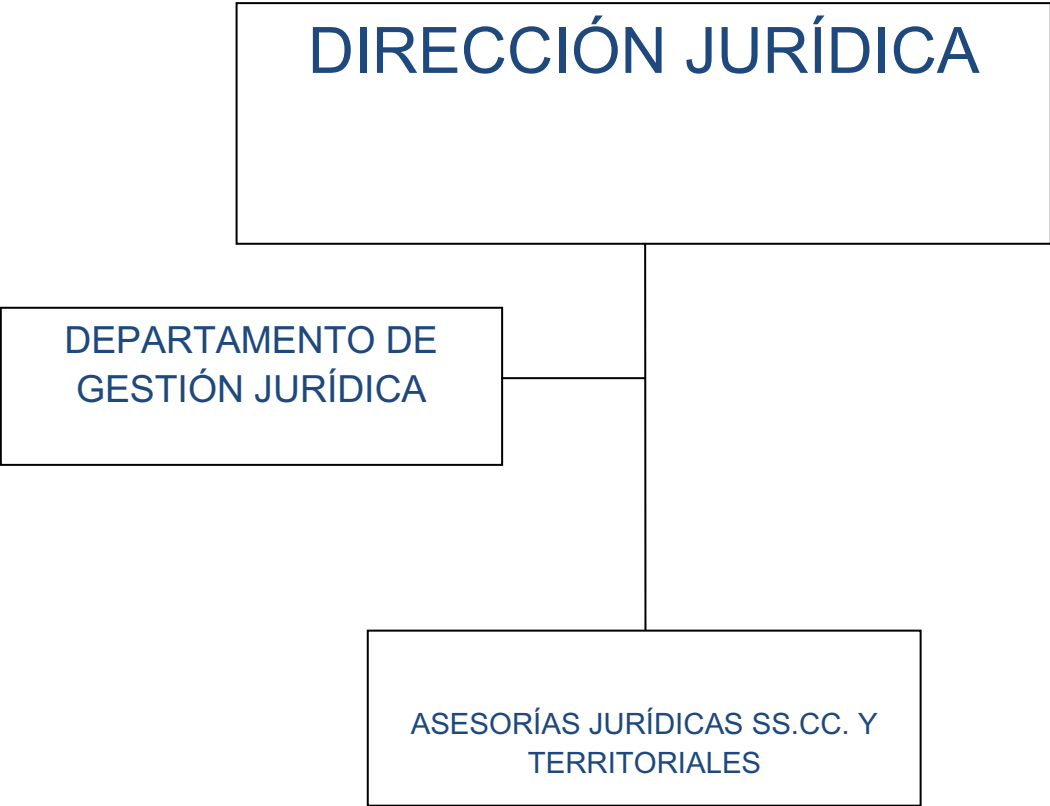 DIRECCIÓN JURÍDICA
DEPARTAMENTO DE
GESTIÓN JURÍDICA
ASESORÍAS JURÍDICAS SS.CC. Y
TERRITORIALES